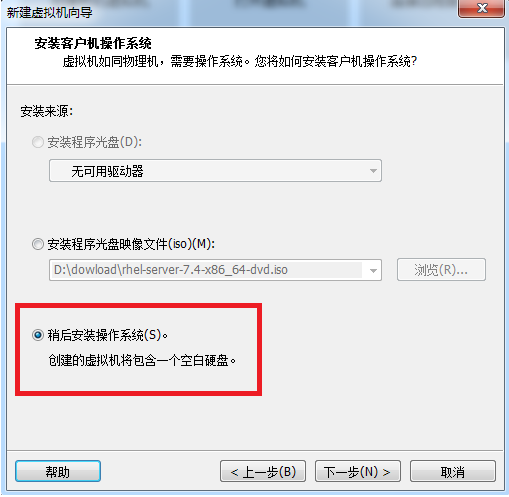 新建虚拟机向导
安装客户机操作系统
虚拟机如同物理机，需要操作系统。您将如何安装客户机操作系统?
安装来源:
安装程序光盘(D):
无可用驱动器
安装程序光盘映像文件(iso)(M):
D:\dowload\rhel-server-7.4-x86_64-dvd.iso
浏览(R)...
稍后安装操作系统(S)。
创建的虚拟机将包含一个空白硬盘。
帮助
< 上一步(B)
下一步(N) >
取消